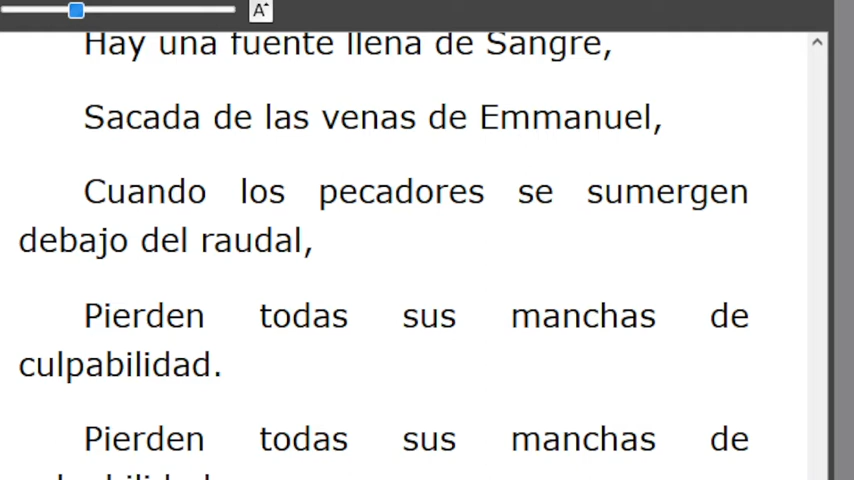 A
Hay una fuente llena de Sangre,
Sacada de las venas de Emmanuel,
Cuando los pecadores se sumergen
debajo del raudal,
Pierden todas sus manchas de
culpabilidad.
Pierden todas sus manchas de